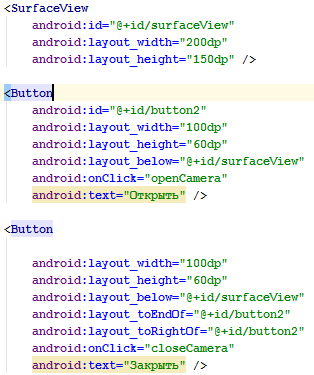 <SurfaceView
android:id="@+id/surfaceView"
android:layout_width="200dp"
android:layout_height="150dp" />
<Button
android:id="@+id/button2"
android:layout_width="100dp"
android:layout_height="60dp"
android:layout_below="@+id/surfaceView"
android:onClick="openCamera"
android:text="Открыть" />
<Button
android:layout_width="100dp"
android:layout_height="60dp"
android:layout_below="@+id/surfaceView"
android:layout_toEndOf="@+id/button2"
android:layout_toRightOf="@+id/button2"
android:onClick="closeCamera"
android:text="Закрыть" />